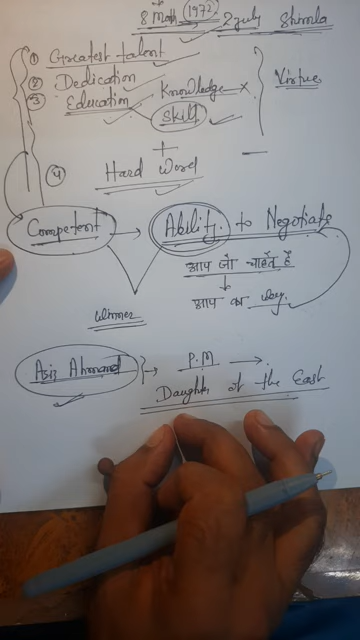 8 Math (1972) → 2 July Shimla
① Greatest talent
② Dedication
③ Education Knowledge ×
Skill
Virtue
+
④ Hard Word
Competent → Ability to Negotiate
आप जो चाहतें हैं
↓
आप का way.
Winner
Aziz Ahmand → P.M →
Daughter of the East